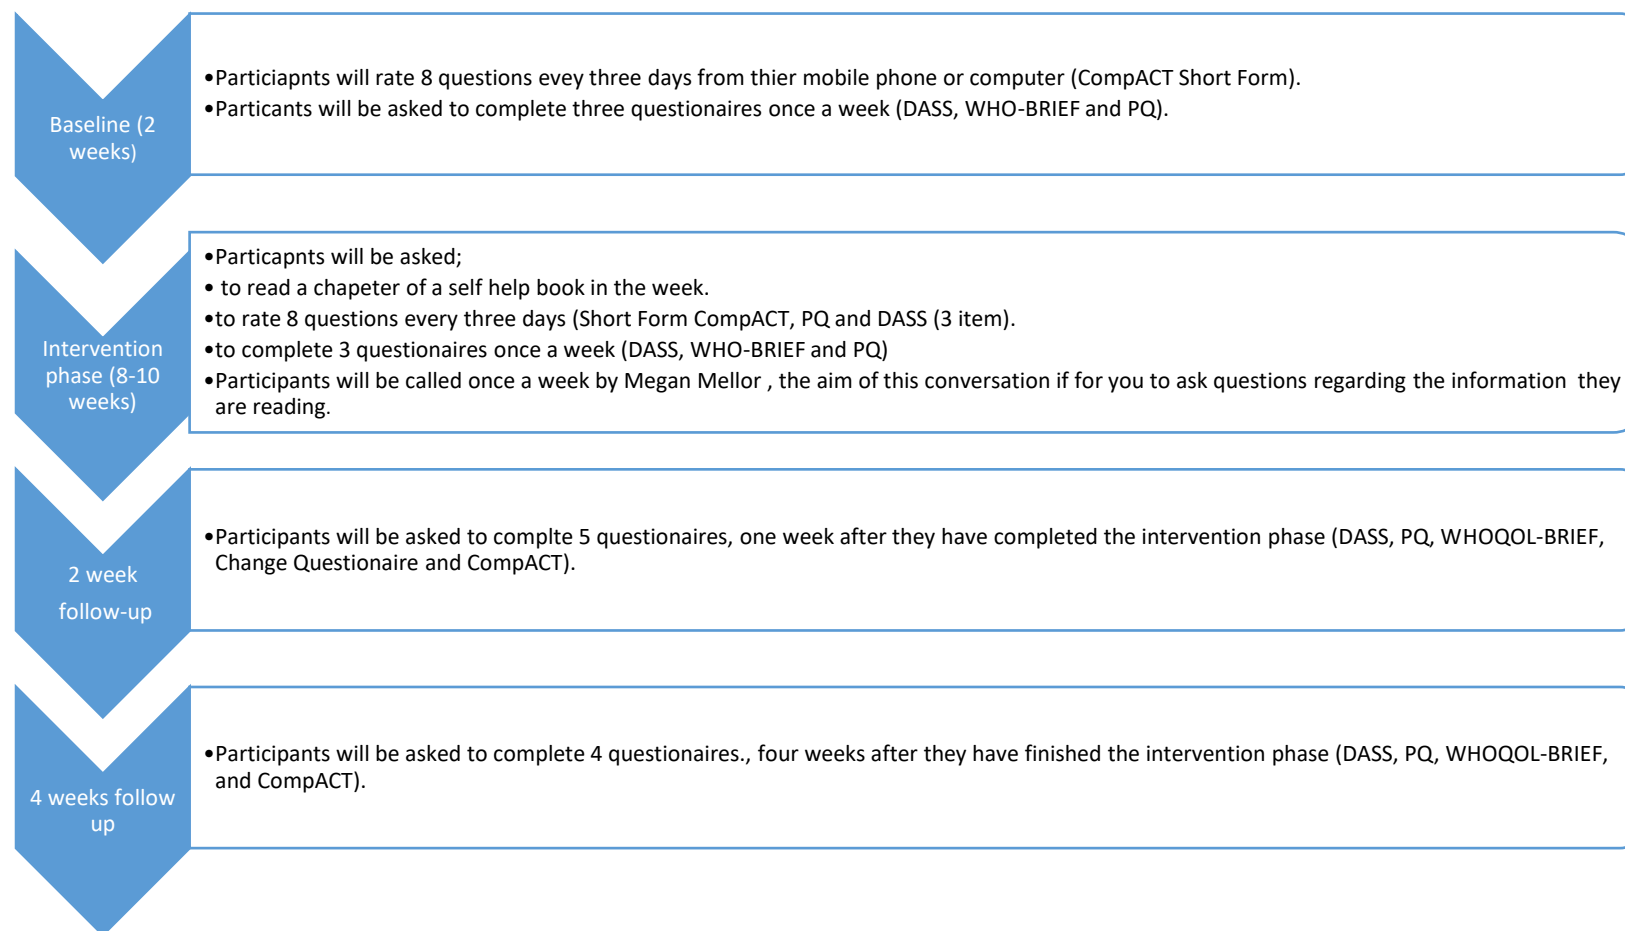 Baseline (2
weeks)
•Particiapnts will rate 8 questions evey three days from thier mobile phone or computer (CompACT Short Form).
•Particants will be asked to complete three questionaires once a week (DASS, WHO-BRIEF and PQ).
Intervention
phase (8-10
weeks)
•Particapnts will be asked;
• to read a chapeter of a self help book in the week.
•to rate 8 questions every three days (Short Form CompACT, PQ and DASS (3 item).
•to complete 3 questionaires once a week (DASS, WHO-BRIEF and PQ)
•Participants will be called once a week by Megan Mellor , the aim of this conversation if for you to ask questions regarding the information they
are reading.
2 week
follow-up
•Participants will be asked to complte 5 questionaires, one week after they have completed the intervention phase (DASS, PQ, WHOQOL-BRIEF,
Change Questionaire and CompACT).
4 weeks follow
up
•Participants will be asked to complete 4 questionaires., four weeks after they have finished the intervention phase (DASS, PQ, WHOQOL-BRIEF,
and CompACT).